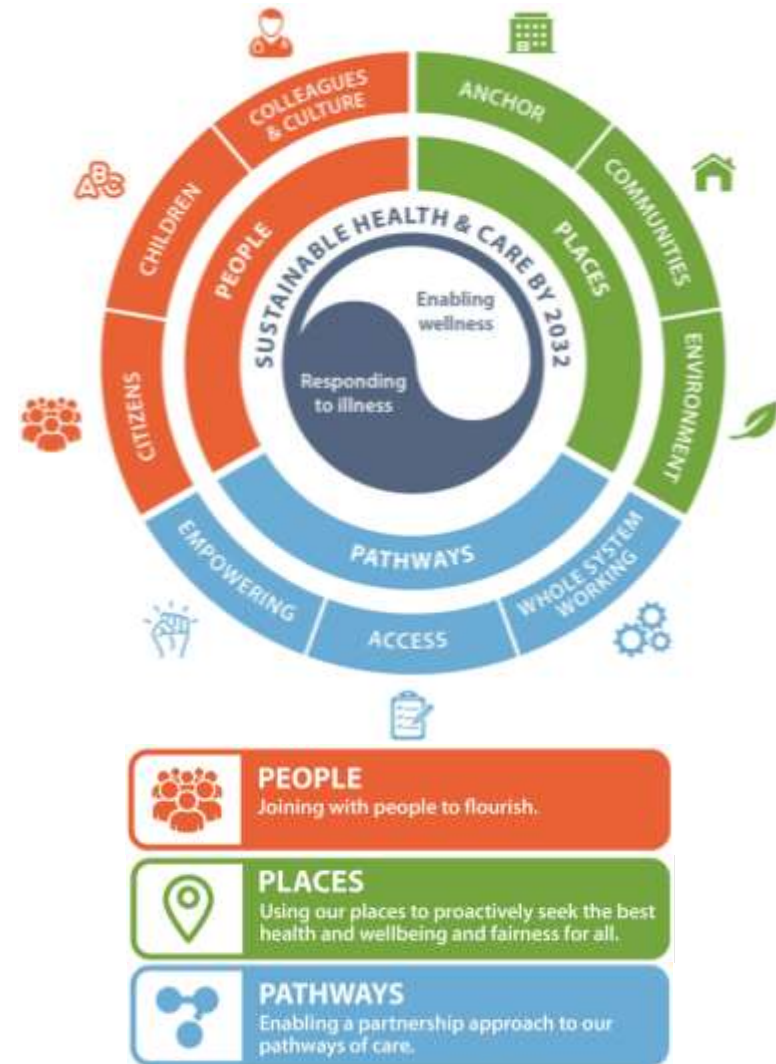 COLLEAGUES
& CULTURE
ANCHOR
COMMUNITIES
ENVIRONMENT
WHOLE SYSTEM
WORKING
ACCESS
EMPOWERING
CITIZENS
CHILDREN
ABC
PEOPLE
PLACES
PATHWAYS
SUSTAINABLE HEALTH & CARE BY 2032
Enabling
wellness
Responding
to illness
PEOPLE
Joining with people to flourish.
PLACES
Using our places to proactively seek the best
health and wellbeing and fairness for all.
PATHWAYS
Enabling a partnership approach to our
pathways of care.